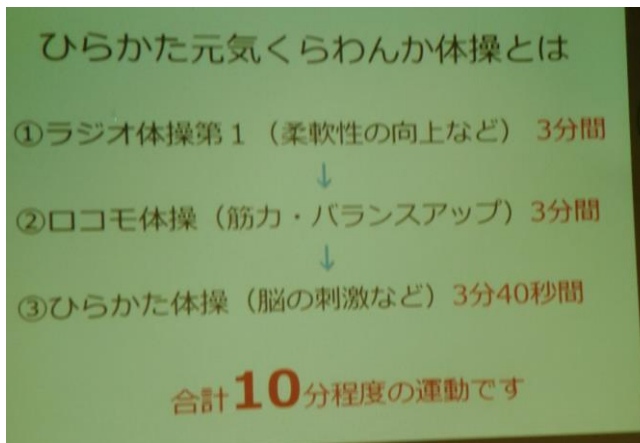 ひらかた元気くらわんか体操とは
①ラジオ体操第1（柔軟性の向上など） 3分間
↓
②ロコモ体操（筋力・バランスアップ）3分間
↓
③ひらかた体操（脳の刺激など）3分40秒間
合計10分程度の運動です